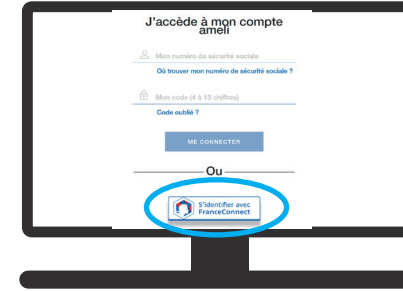 J'accède à mon compte
ameli
Mon numéro de sécurité sociale
Où trouver mon numéro de sécurité sociale ?
Mon code (4 à 13 chiffres)
Code oublié ?
ME CONNECTER
Ou
S'identifier avec
FranceConnect